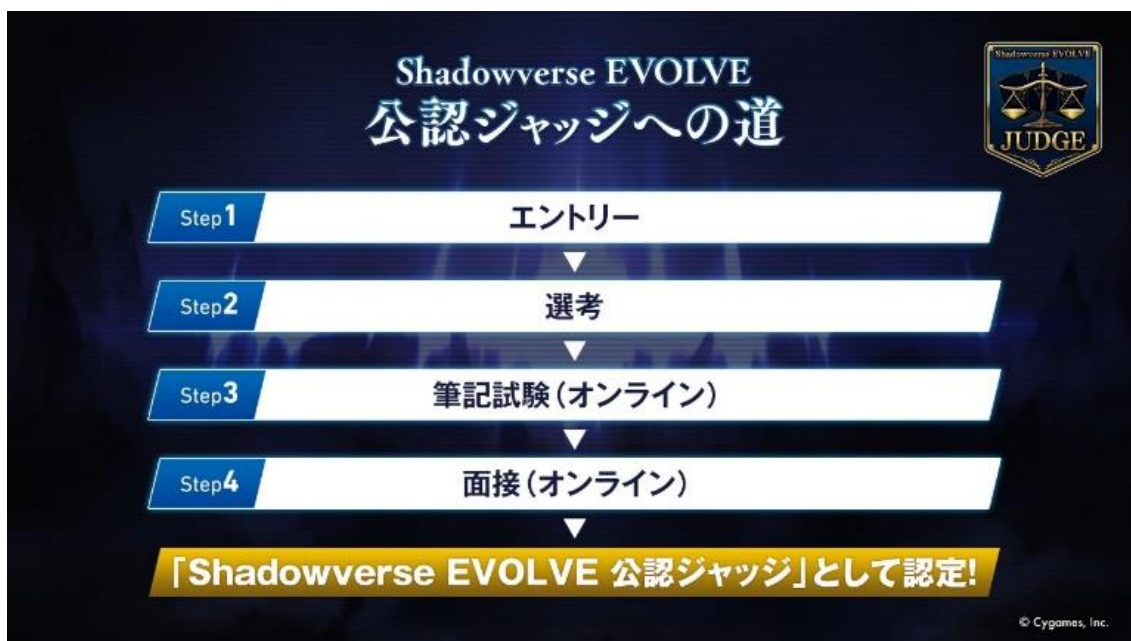 Shadowverse EVOLVE
公認ジャッジへの道
Shadowverse EVOLVE
JUDGE
Step1
エントリー
Step2
選考
Step3
筆記試験（オンライン）
Step4
面接（オンライン）
「Shadowverse EVOLVE 公認ジャッジ」として認定!
© Cygames, Inc.